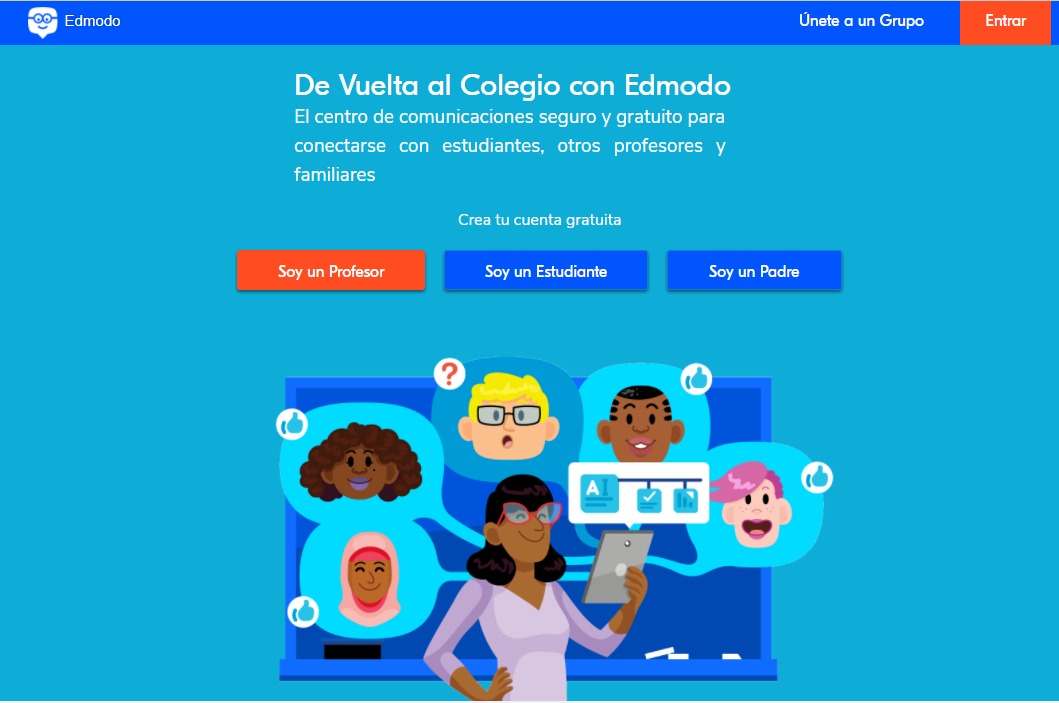 Edmodo
Únete a un Grupo
Entrar
De Vuelta al Colegio con Edmodo
El centro de comunicaciones seguro y gratuito para
conectarse con estudiantes, otros profesores y
familiares
Crea tu cuenta gratuita
Soy un Profesor
Soy un Estudiante
Soy un Padre
?
A